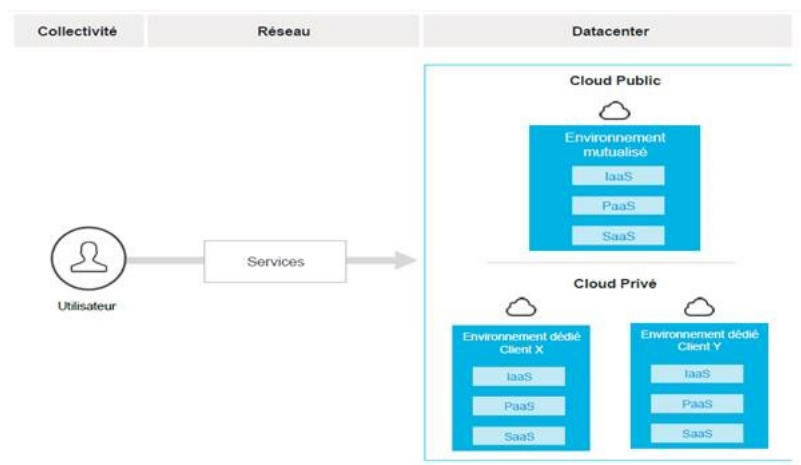 Collectivité
Réseau
Datacenter
Cloud Public
Environnement
mutualisé
IaaS
PaaS
SaaS
Services
Utilisateur
Cloud Privé
Environnement dédié
Client X
IaaS
PaaS
SaaS
Environnement dédié
Client Y
IaaS
PaaS
SaaS